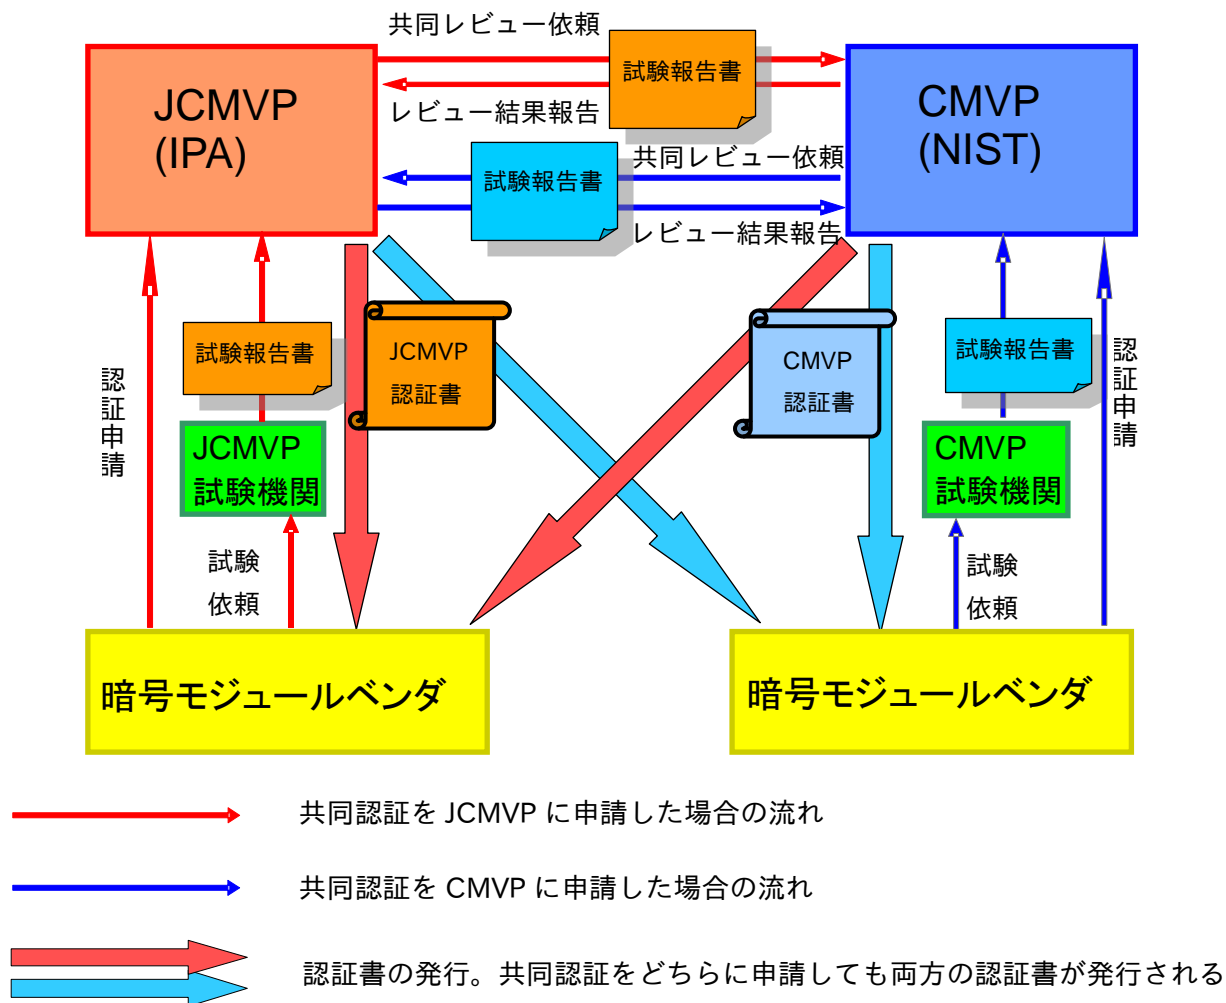 共同レビュー依頼
試験報告書
レビュー結果報告
JCMVP
(IPA)
CMVP
(NIST)
共同レビュー依頼
試験報告書
レビュー結果報告
認証申請
試験報告書
JCMVP
認証書
CMVP
認証書
試験報告書
認証申請
JCMVP
試験機関
CMVP
試験機関
試験
依頼
試験
依頼
暗号モジュールベンダ
暗号モジュールベンダ
共同認証を JCMVP に申請した場合の流れ
共同認証を CMVP に申請した場合の流れ
認証書の発行。共同認証をどちらに申請しても両方の認証書が発行される